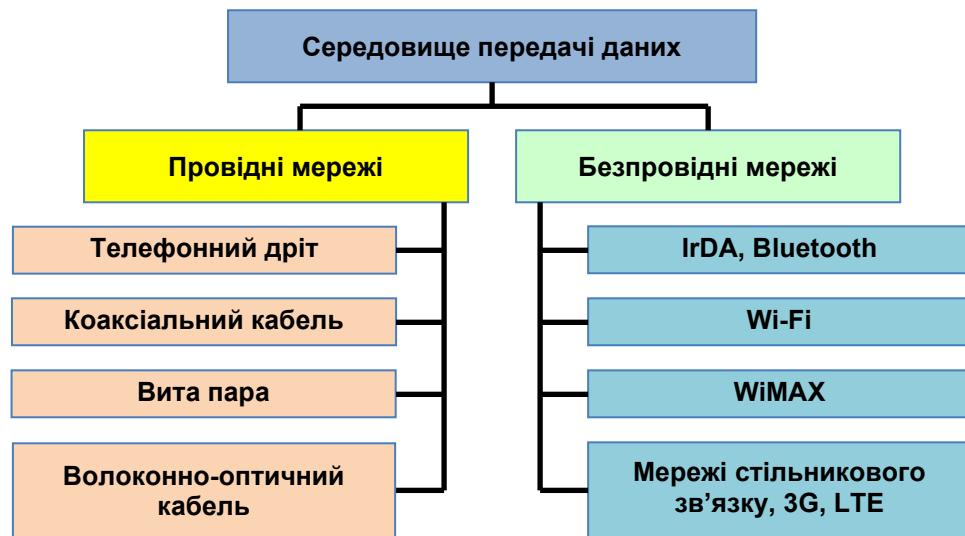 Середовище передачі даних
Провідні мережі
Безпровідні мережі
Телефонний дріт
Коаксіальний кабель
Вита пара
Волоконно-оптичний
кабель
IrDA, Bluetooth
Wi-Fi
WiMAX
Мережі стільникового
зв’язку, 3G, LTE